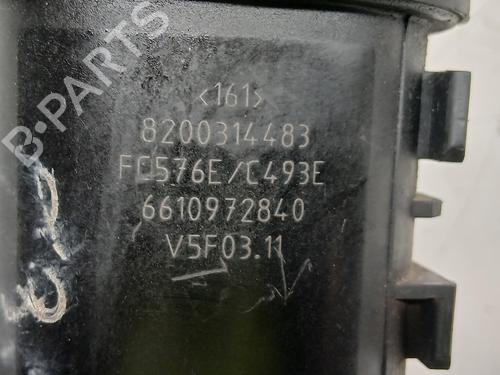 B-PARTS
<161>
8200314483
FC576E/C493E
6610972840
V5F03.11